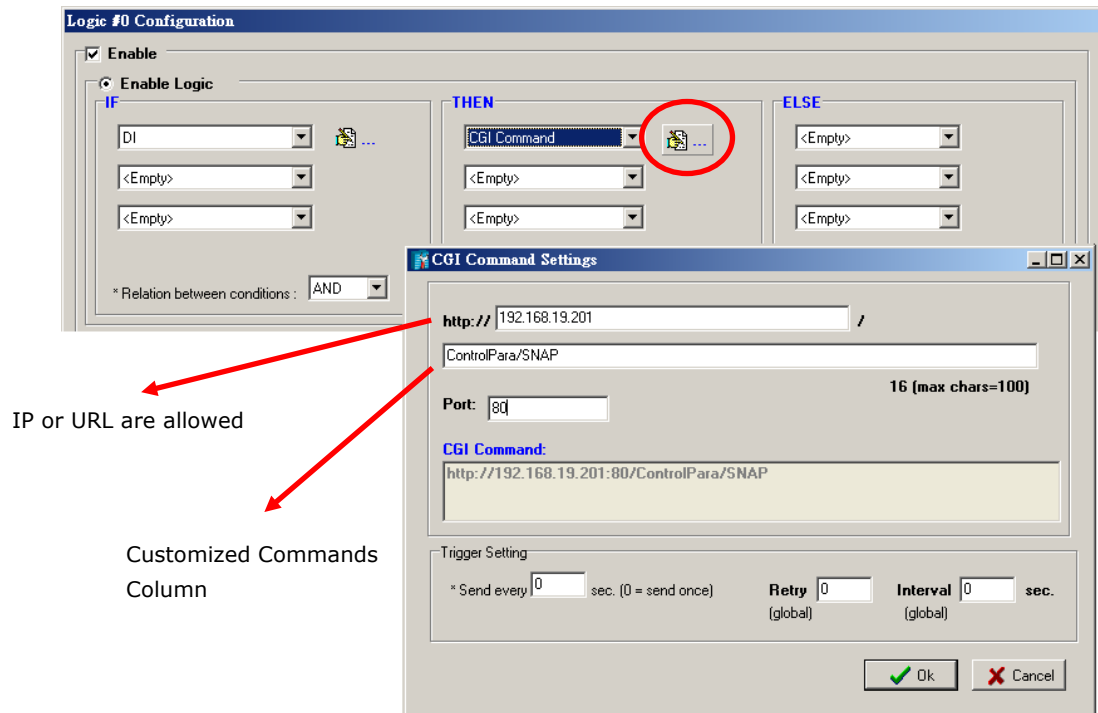 Logic #0 Configuration
Enable
Enable Logic
IF
THEN
ELSE
DI
...
CGI Command
...
<Empty>
<Empty>
<Empty>
<Empty>
<Empty>
<Empty>
<Empty>
* Relation between conditions : AND
CGI Command Settings
http:// 192.168.19.201 /
ControlPara/SNAP
16 (max chars=100)
Port: 80
CGI Command:
http://192.168.19.201:80/ControlPara/SNAP
Trigger Setting
* Send every 0 sec. (0 = send once) Retry 0 Interval 0 sec.
(global) (global)
Ok Cancel
IP or URL are allowed
Customized Commands
Column